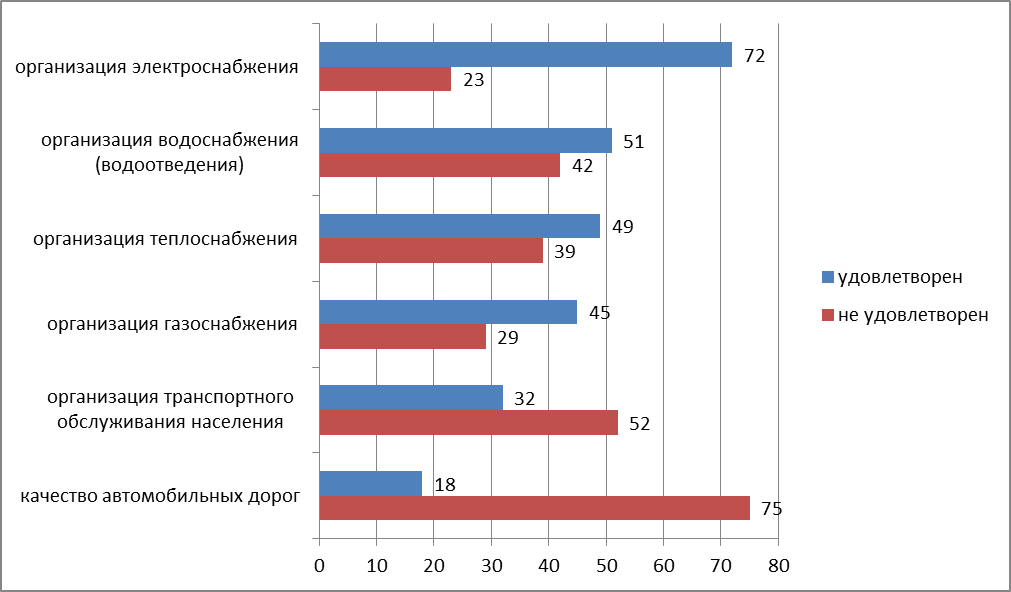 организация электроснабжения
72
23
организация водоснабжения
(водоотведения)
51
42
организация теплоснабжения
49
39
организация газоснабжения
45
29
организация транспортного
обслуживания населения
32
52
качество автомобильных дорог
18
75
0 10 20 30 40 50 60 70 80
удовлетворен
не удовлетворен